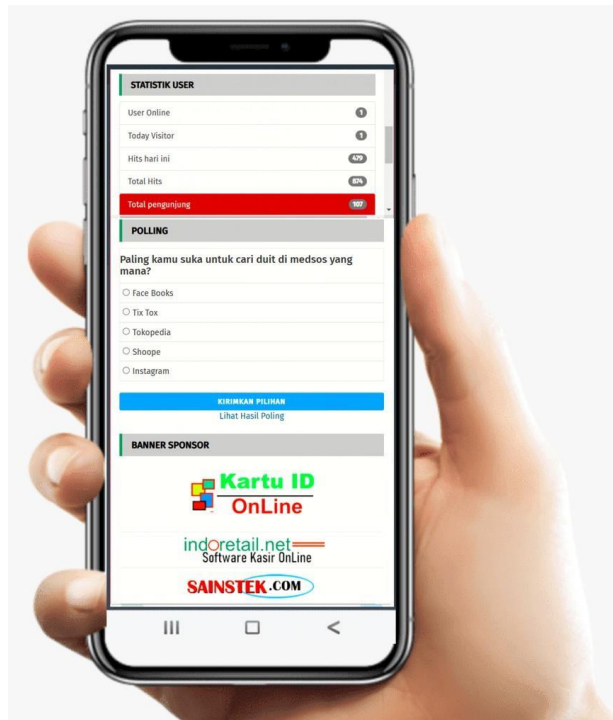 STATISTIK USER
User Online 1
Today Visitor 1
Hits hari ini 479
Total Hits 874
Total pengunjung 107
POLLING
Paling kamu suka untuk cari duit di medsos yang
mana?
Face Books
Tix Tox
Tokopedia
Shoope
Instagram
KIRIMKAN PILIHAN
Lihat Hasil Poling
BANNER SPONSOR
Kartu ID
OnLine
indoretail.net
Software Kasir OnLine
SAINSTEK.COM